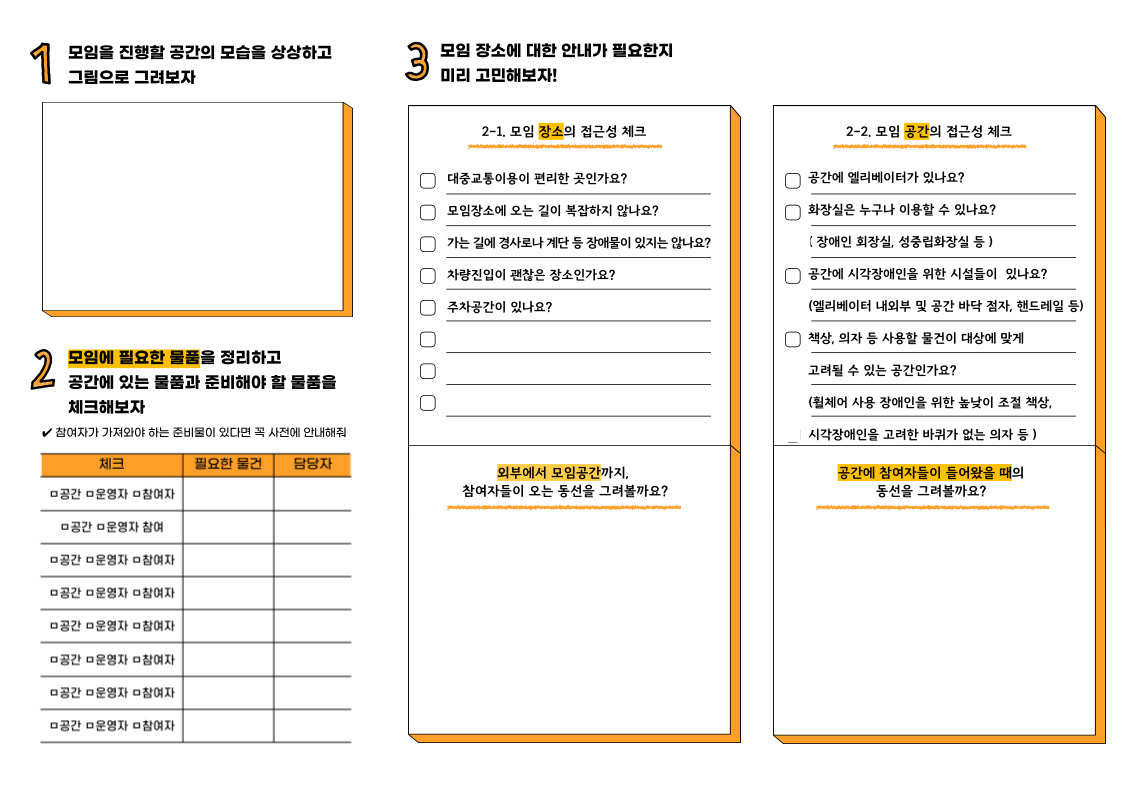 1 모임을 진행할 공간의 모습을 상상하고
그림으로 그려보자
2 모임에 필요한 물품을 정리하고
공간에 있는 물품과 준비해야 할 물품을
체크해보자
✔ 참여자가 가져와야 하는 준비물이 있다면 꼭 사전에 안내해줘
체크 필요한 물건 담당자
ㅁ공간 ㅁ운영자 ㅁ참여자
ㅁ공간 ㅁ운영자 참여
ㅁ공간 ㅁ운영자 ㅁ참여자
ㅁ공간 ㅁ운영자 ㅁ참여자
ㅁ공간 ㅁ운영자 ㅁ참여자
ㅁ공간 ㅁ운영자 ㅁ참여자
ㅁ공간 ㅁ운영자 ㅁ참여자
ㅁ공간 ㅁ운영자 ㅁ참여자
3 모임 장소에 대한 안내가 필요한지
미리 고민해보자!
2-1. 모임 장소의 접근성 체크
대중교통이용이 편리한 곳인가요?
모임장소에 오는 길이 복잡하지 않나요?
가는 길에 경사로나 계단 등 장애물이 있지는 않나요?
차량진입이 괜찮은 장소인가요?
주차공간이 있나요?
외부에서 모임공간까지,
참여자들이 오는 동선을 그려볼까요?
2-2. 모임 공간의 접근성 체크
공간에 엘리베이터가 있나요?
화장실은 누구나 이용할 수 있나요?
( 장애인 회장실, 성중립화장실 등 )
공간에 시각장애인을 위한 시설들이 있나요?
(엘리베이터 내외부 및 공간 바닥 점자, 핸드레일 등)
책상, 의자 등 사용할 물건이 대상에 맞게
고려될 수 있는 공간인가요?
(휠체어 사용 장애인을 위한 높낮이 조절 책상,
시각장애인을 고려한 바퀴가 없는 의자 등 )
공간에 참여자들이 들어왔을 때의
동선을 그려볼까요?